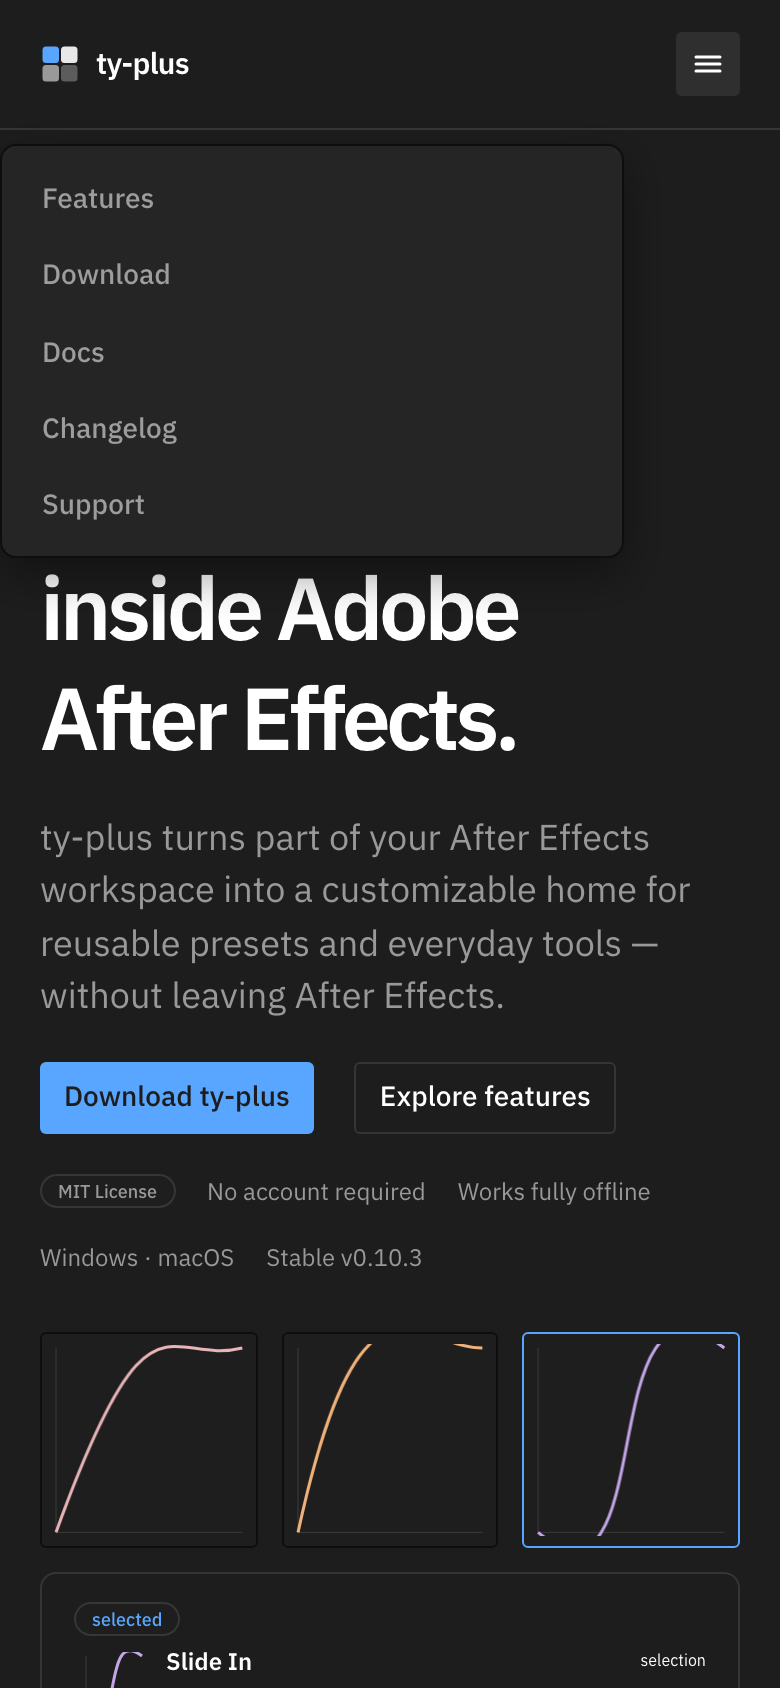 ty-plus
Features
Download
Docs
Changelog
Support
inside Adobe
After Effects.
ty-plus turns part of your After Effects
workspace into a customizable home for
reusable presets and everyday tools —
without leaving After Effects.
Download ty-plus
Explore features
MIT License
No account required
Works fully offline
Windows · macOS
Stable v0.10.3
selected
Slide In
selection